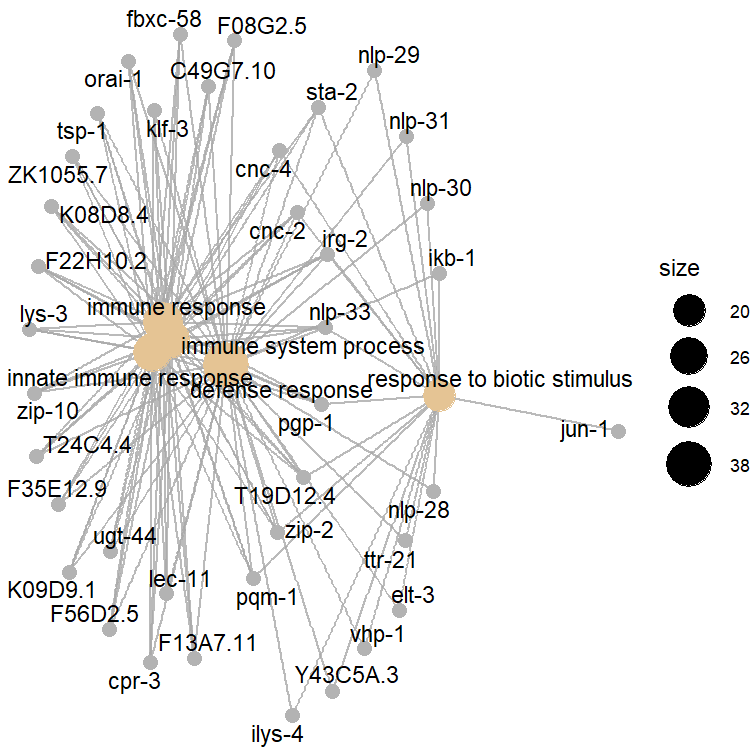 fbxc-58
F08G2.5
nlp-29
orai-1
C49G7.10
sta-2
tsp-1
klf-3
nlp-31
cnc-4
ZK1055.7
nlp-30
K08D8.4
cnc-2
irg-2
F22H10.2
ikb-1
size
lys-3
immune response
nlp-33
20
immune system process
26
innate immune response
defense response
response to biotic stimulus
zip-10
32
pgp-1
jun-1
T24C4.4
38
F35E12.9
T19D12.4
nlp-28
ugt-44
zip-2
ttr-21
K09D9.1
lec-11
pqm-1
elt-3
F56D2.5
F13A7.11
vhp-1
cpr-3
Y43C5A.3
ilys-4